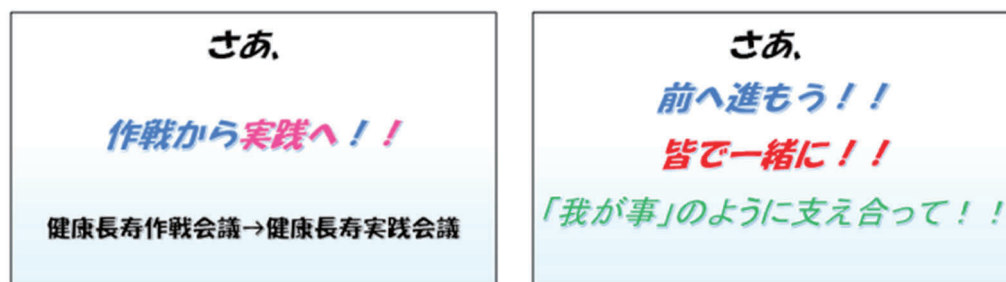 さあ、
作戦から実践へ！！
健康長寿作戦会議→健康長寿実践会議
さあ、
前へ進もう！！
皆で一緒に！！
「我が事」のように支え合って！！